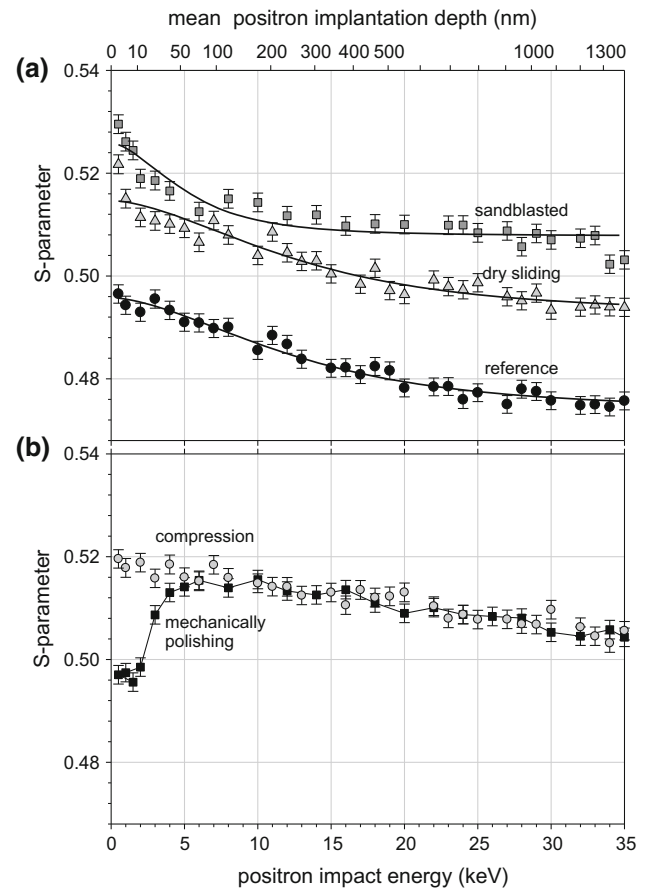 mean positron implantation depth (nm)
0 10 50 100 200 300 400 500 1000 1300
(a)
0.54
0.52
0.50
0.48
S-parameter
sandblasted
dry sliding
reference
(b)
0.54
0.52
0.50
0.48
S-parameter
compression
mechanically
polishing
0 5 10 15 20 25 30 35
positron impact energy (keV)